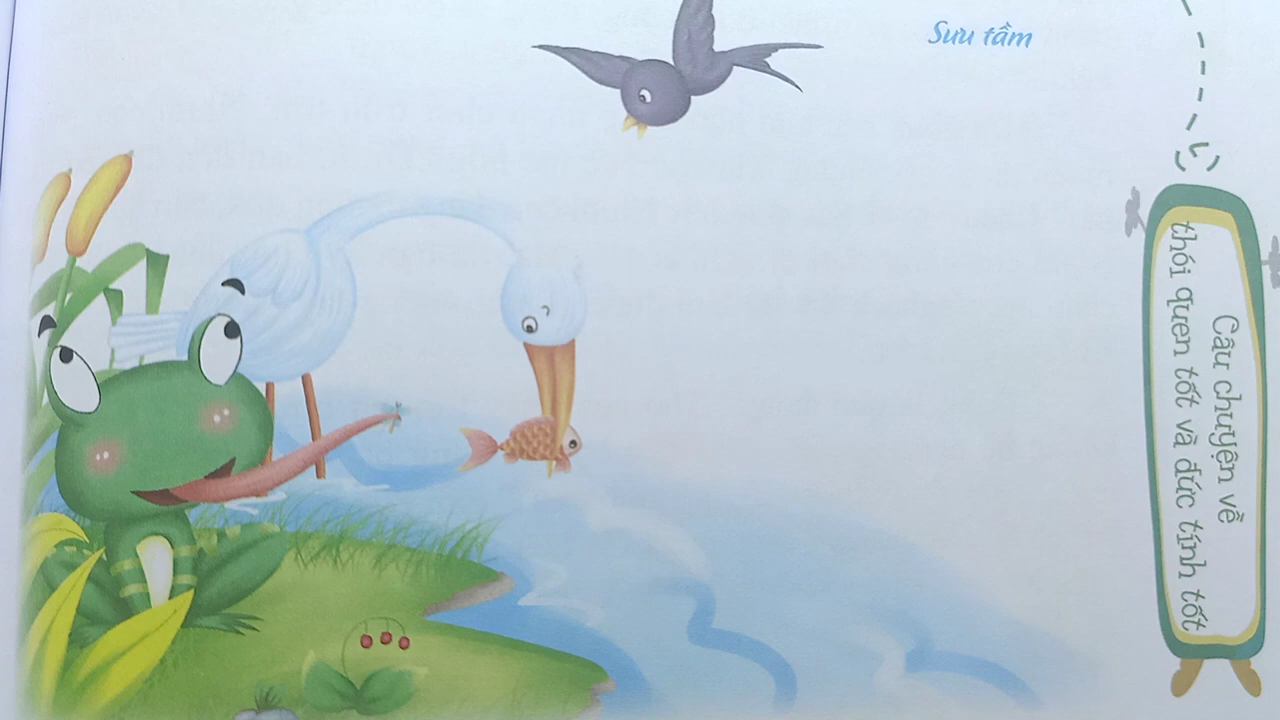 Sưu tầm
Câu chuyện về
thói quen tốt và đức tính tốt